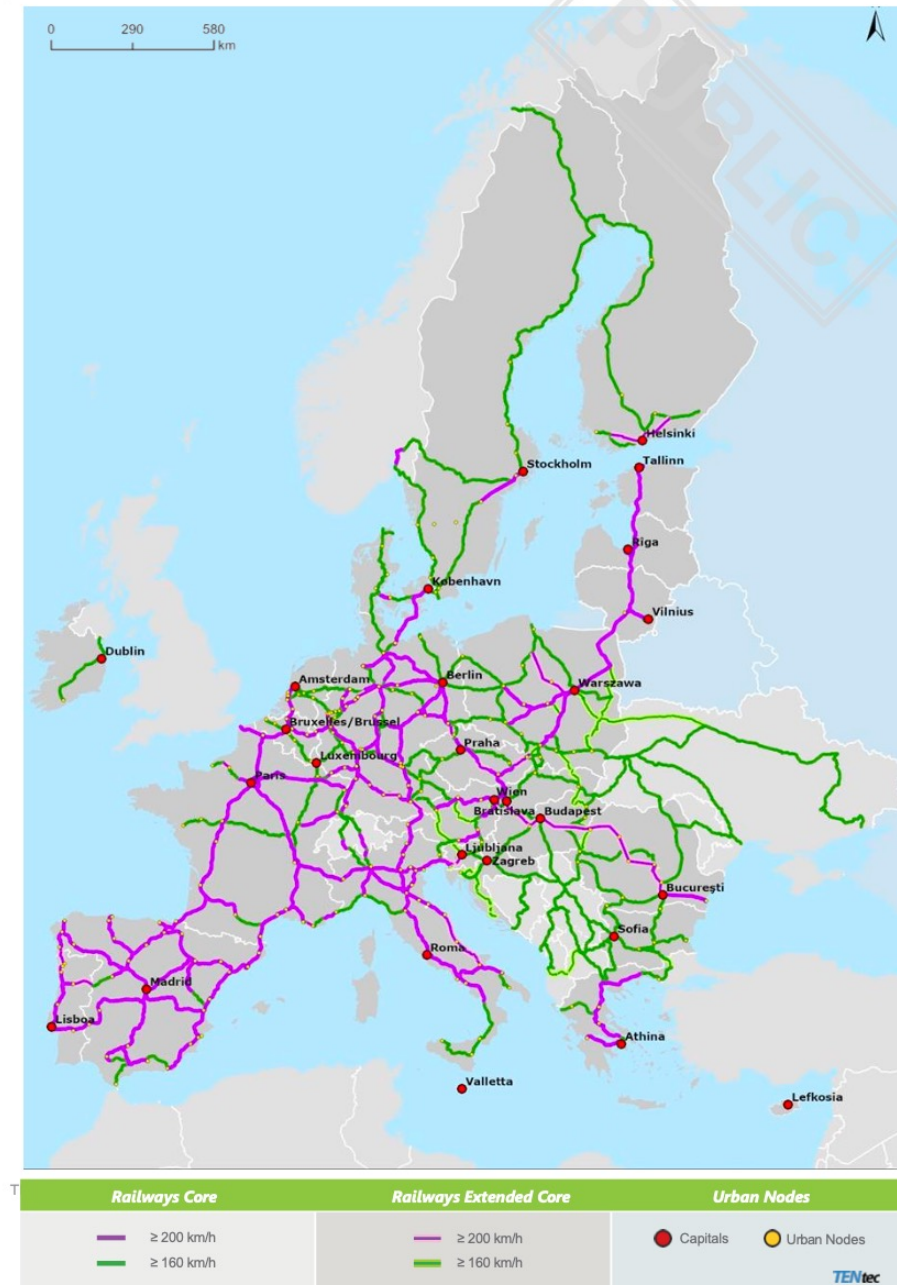 0 290 580
km
PUBLIC
Helsinki
Stockholm
Tallinn
Riga
København
Vilnius
Dublin
Amsterdam
Berlin
Warszawa
Bruxelles/Brussel
Praha
Luxembourg
Paris
Wien
Bratislava
Budapest
Ljubljana
Zagreb
Bucureşti
Sofia
Roma
Madrid
Lisboa
Athina
Valletta
Lefkosia
T
Railways Core Railways Extended Core Urban Nodes
≥ 200 km/h ≥ 200 km/h Capitals Urban Nodes
≥ 160 km/h ≥ 160 km/h
TENtec